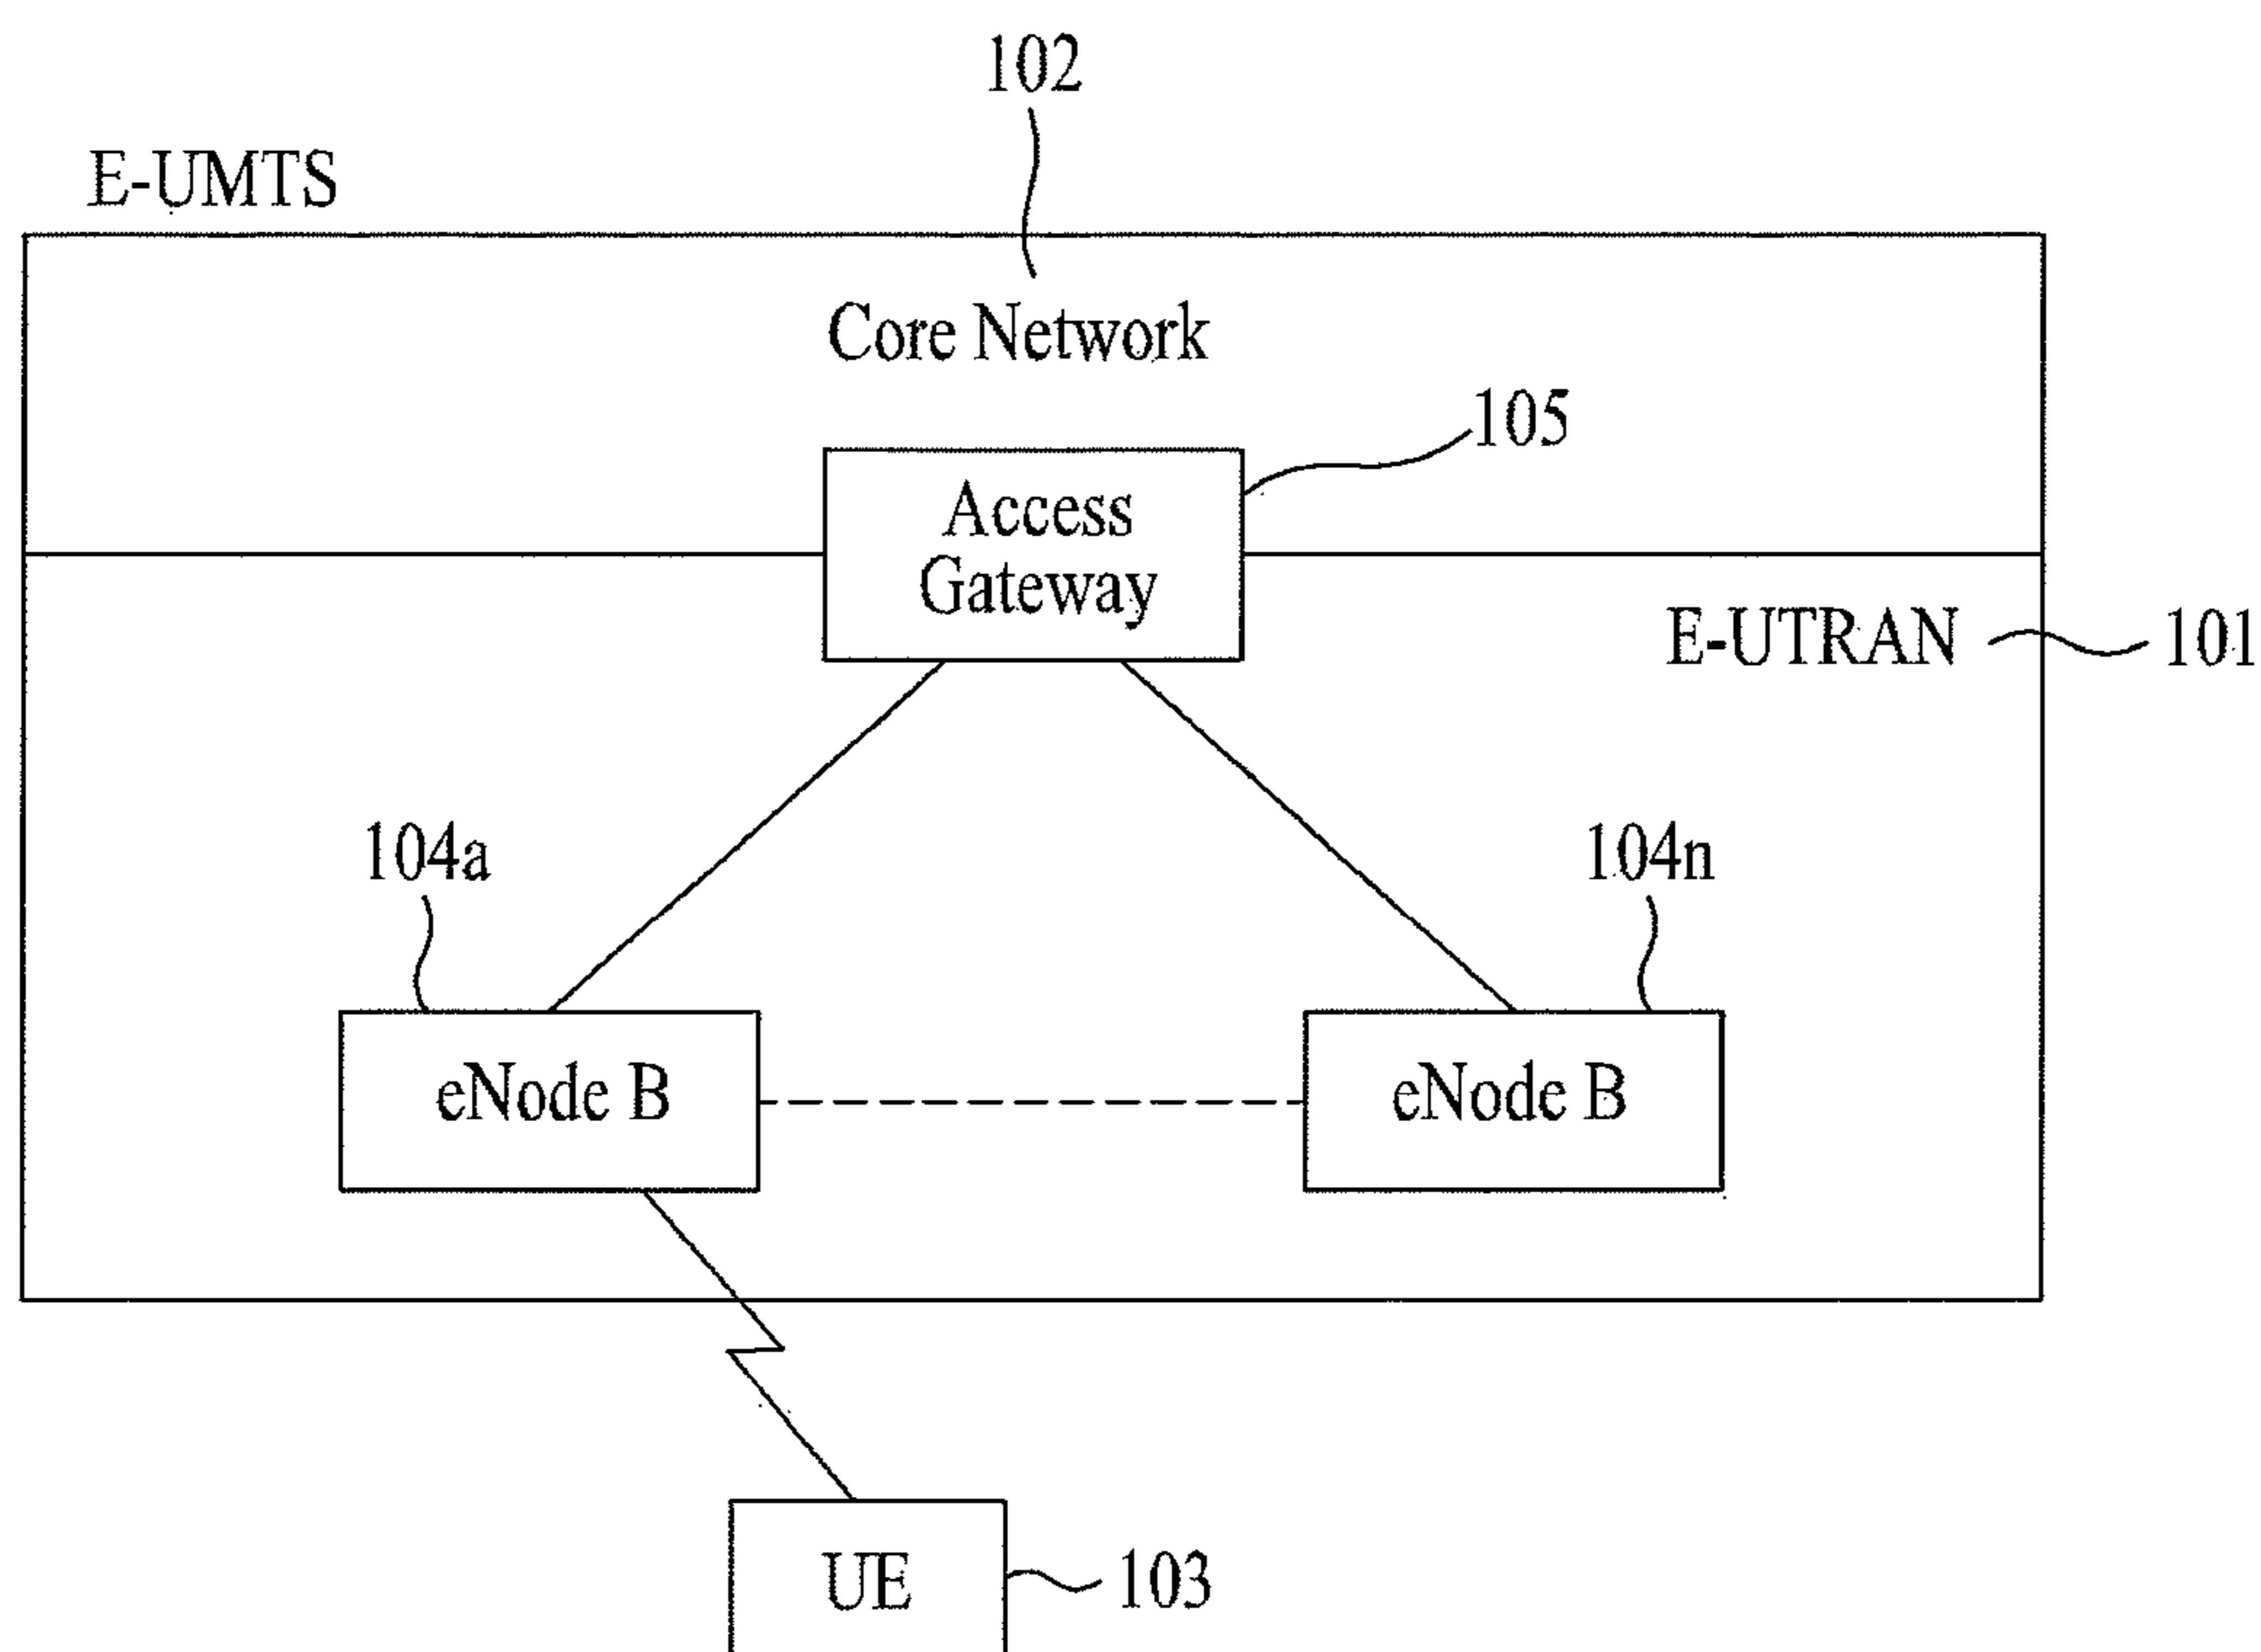 102
E-UMTS
Core Network
105
Access
Gateway
E-UTRAN
101
104a
104n
eNode B
eNode B
UE
103